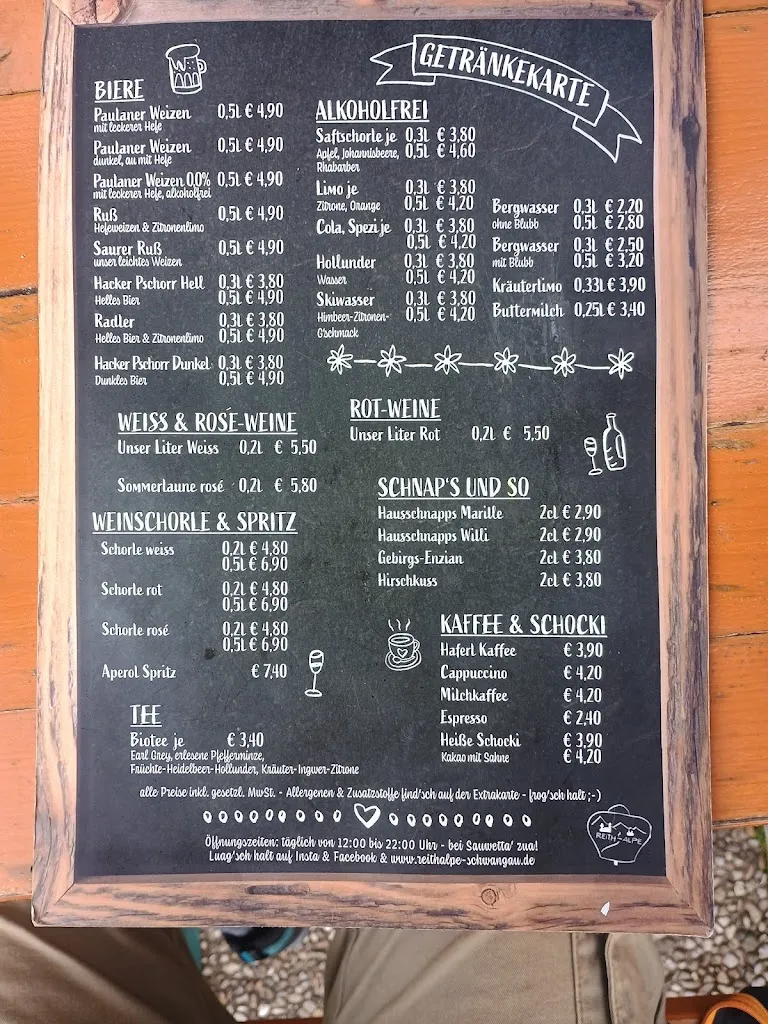 GETRÄNKEKARTE
BIERE
Paulaner Weizen 0,5l € 4,90
mit leckerer Hefe
Paulaner Weizen 0,5l € 4,90
dunkel, au mit Hefe
Paulaner Weizen 0,0% 0,5l € 4,90
mit leckerer Hefe, alkoholfrei
Ruß 0,5l € 4,90
Hefeweizen & Zitronenlimo
Saurer Ruß 0,5l € 4,90
unser leichtes Weizen
Hacker Pschorr Hell 0,3l € 3,80
Helles Bier 0,5l € 4,90
Radler 0,3l € 3,80
Helles Bier & Zitronenlimo 0,5l € 4,90
Hacker Pschorr Dunkel 0,3l € 3,80
Dunkles Bier 0,5l € 4,90
ALKOHOLFREI
Saftschorle je 0,3l € 3,80
Apfel, Johannisbeere, 0,5l € 4,60
Rhabarber
Limo je 0,3l € 3,80
Zitrone, Orange 0,5l € 4,20
Cola, Spezi je 0,3l € 3,80
0,5l € 4,20
Hollunder 0,3l € 3,80
Wasser 0,5l € 4,20
Skiwasser 0,3l € 3,80
Himbeer-Zitronen- 0,5l € 4,20
G'schmack
Bergwasser 0,3l € 2,20
ohne Blubb 0,5l € 2,80
Bergwasser 0,3l € 2,50
mit Blubb 0,5l € 3,20
Kräuterlimo 0,33l € 3,90
Buttermilch 0,25l € 3,40
WEISS & ROSÉ-WEINE
Unser Liter Weiss 0,2l € 5,50
Sommerlaune rosé 0,2l € 5,80
ROT-WEINE
Unser Liter Rot 0,2l € 5,50
WEINSCHORLE & SPRITZ
Schorle weiss 0,2l € 4,80
0,5l € 6,90
Schorle rot 0,2l € 4,80
0,5l € 6,90
Schorle rosé 0,2l € 4,80
0,5l € 6,90
Aperol Spritz € 7,40
SCHNAP'S UND SO
Hausschnapps Marille 2cl € 2,90
Hausschnapps Willi 2cl € 2,90
Gebirgs-Enzian 2cl € 3,80
Hirschkuss 2cl € 3,80
KAFFEE & SCHOCKI
Haferl Kaffee € 3,90
Cappuccino € 4,20
Milchkaffee € 4,20
Espresso € 2,40
Heiße Schocki € 3,90
Kakao mit Sahne € 4,20
TEE
Biotee je € 3,40
Earl Grey, erlesene Pfefferminze,
Früchte-Heidelbeer-Hollunder, Kräuter-Ingwer-Zitrone
alle Preise inkl. gesetzl. MwSt. - Allergenen & Zusatzstoffe find'sch auf der Extrakarte - frog'sch halt ;-)
REITH-ALPE
Öffnungszeiten: täglich von 12:00 bis 22:00 Uhr - bei Sauwetta' zua!
Luag'sch halt auf Insta & Facebook & www.reithalpe-schwangau.de